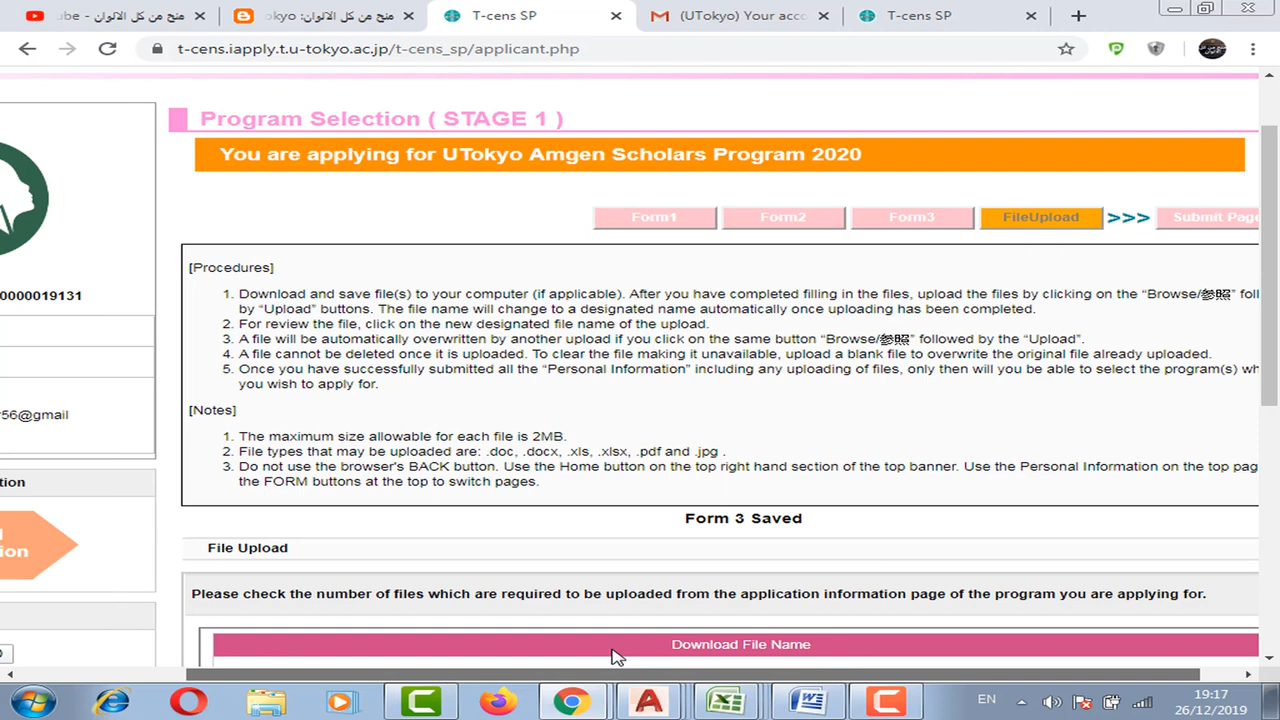 ube - منح من كل الالوان
okyo: منح من كل الالوان
T-cens SP
(UTokyo) Your acco
T-cens SP
t-cens.iapply.t.u-tokyo.ac.jp/t-cens_sp/applicant.php
Program Selection ( STAGE 1 )
You are applying for UTokyo Amgen Scholars Program 2020
Form1
Form2
Form3
FileUpload
>>>
Submit Page
[Procedures]
1. Download and save file(s) to your computer (if applicable). After you have completed filling in the files, upload the files by clicking on the “Browse/参照” foll
by “Upload” buttons. The file name will change to a designated name automatically once uploading has been completed.
2. For review the file, click on the new designated file name of the upload.
3. A file will be automatically overwritten by another upload if you click on the same button “Browse/参照” followed by the “Upload”.
4. A file cannot be deleted once it is uploaded. To clear the file making it unavailable, upload a blank file to overwrite the original file already uploaded.
5. Once you have successfully submitted all the “Personal Information” including any uploading of files, only then will you be able to select the program(s) wh
you wish to apply for.
[Notes]
1. The maximum size allowable for each file is 2MB.
2. File types that may be uploaded are: .doc, .docx, .xls, .xlsx, .pdf and .jpg .
3. Do not use the browser's BACK button. Use the Home button on the top right hand section of the top banner. Use the Personal Information on the top pag
the FORM buttons at the top to switch pages.
Form 3 Saved
File Upload
Please check the number of files which are required to be uploaded from the application information page of the program you are applying for.
Download File Name
0000019131
56@gmail
tion
ion
EN
19:17
26/12/2019